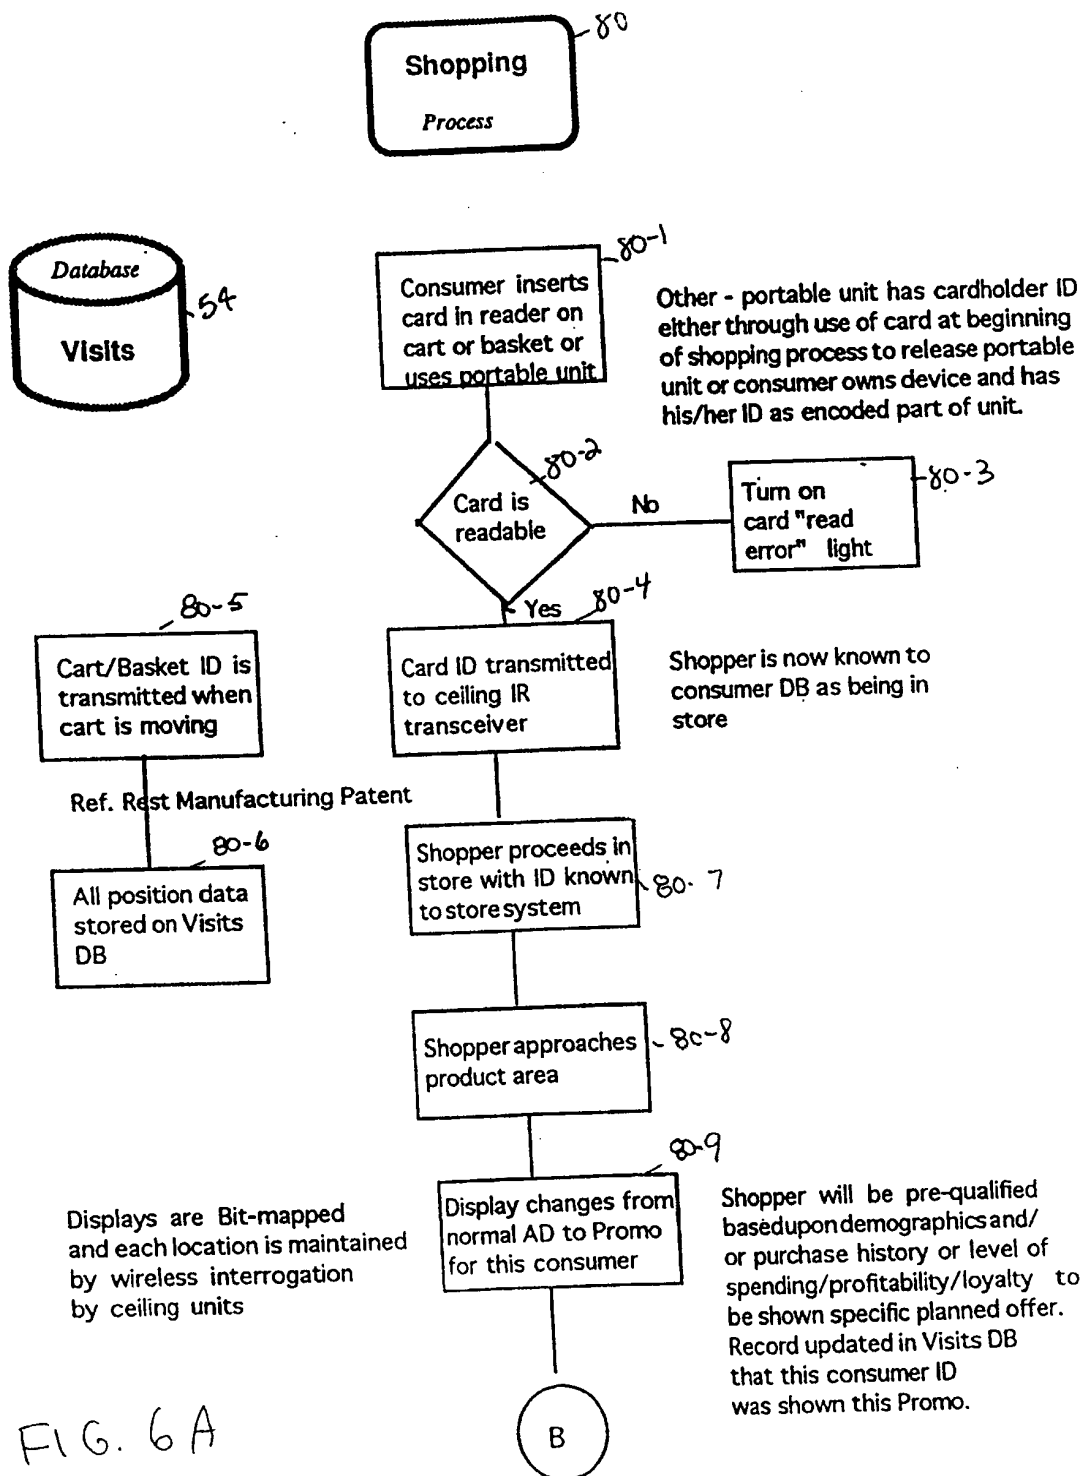 80
Shopping
Process
Database
Visits
54
80-1
Consumer inserts
card in reader on
cart or basket or
uses portable unit
Other - portable unit has cardholder ID
either through use of card at beginning
of shopping process to release portable
unit or consumer owns device and has
his/her ID as encoded part of unit.
80-2
Card is
readable
No
80-3
Turn on
card "read
error" light
Yes
80-4
Card ID transmitted
to ceiling IR
transceiver
Shopper is now known to
consumer DB as being in
store
80-5
Cart/Basket ID is
transmitted when
cart is moving
Ref. Rest Manufacturing Patent
80-6
All position data
stored on Visits
DB
Shopper proceeds in
store with ID known
to store system
80-7
Shopper approaches
product area
80-8
80-9
Display changes from
normal AD to Promo
for this consumer
Displays are Bit-mapped
and each location is maintained
by wireless interrogation
by ceiling units
Shopper will be pre-qualified
based upon demographics and/
or purchase history or level of
spending/profitability/loyalty to
be shown specific planned offer.
Record updated in Visits DB
that this consumer ID
was shown this Promo.
B
FIG. 6A